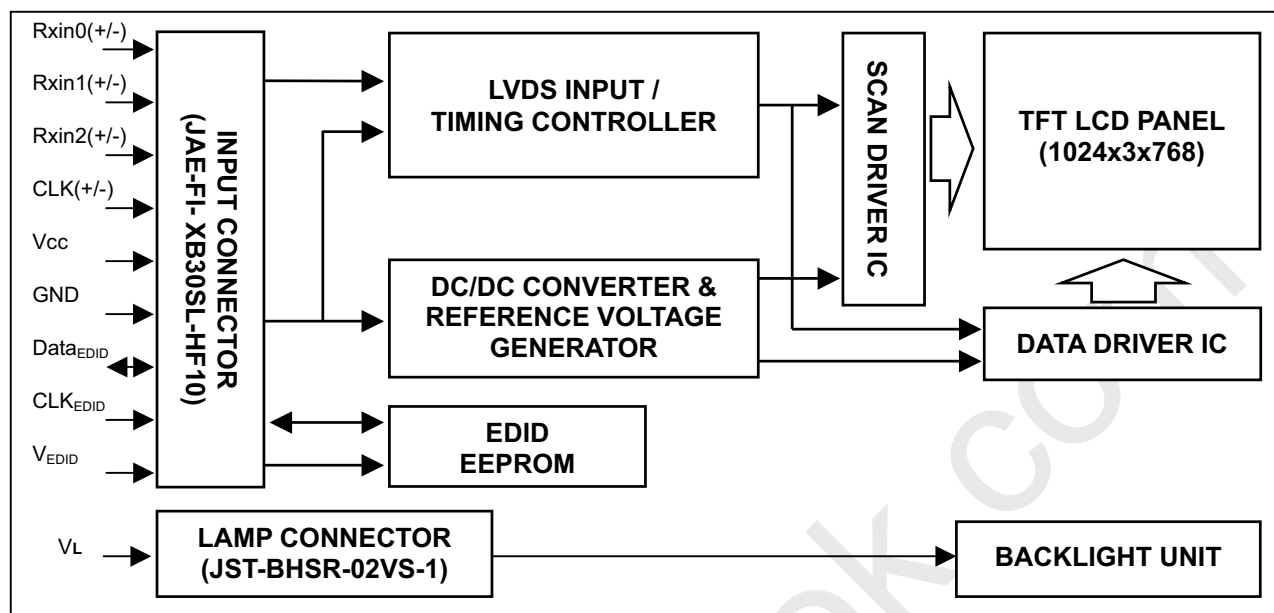 Rxin0(+/-)
Rxin1(+/-)
Rxin2(+/-)
CLK(+/-)
Vcc
GND
DataEDID
CLKEDID
VEDID
VL
INPUT CONNECTOR
(JAE-FI- XB30SL-HF10)
LVDS INPUT /
TIMING CONTROLLER
DC/DC CONVERTER &
REFERENCE VOLTAGE
GENERATOR
EDID
EEPROM
LAMP CONNECTOR
(JST-BHSR-02VS-1)
SCAN DRIVER IC
TFT LCD PANEL
(1024x3x768)
DATA DRIVER IC
BACKLIGHT UNIT